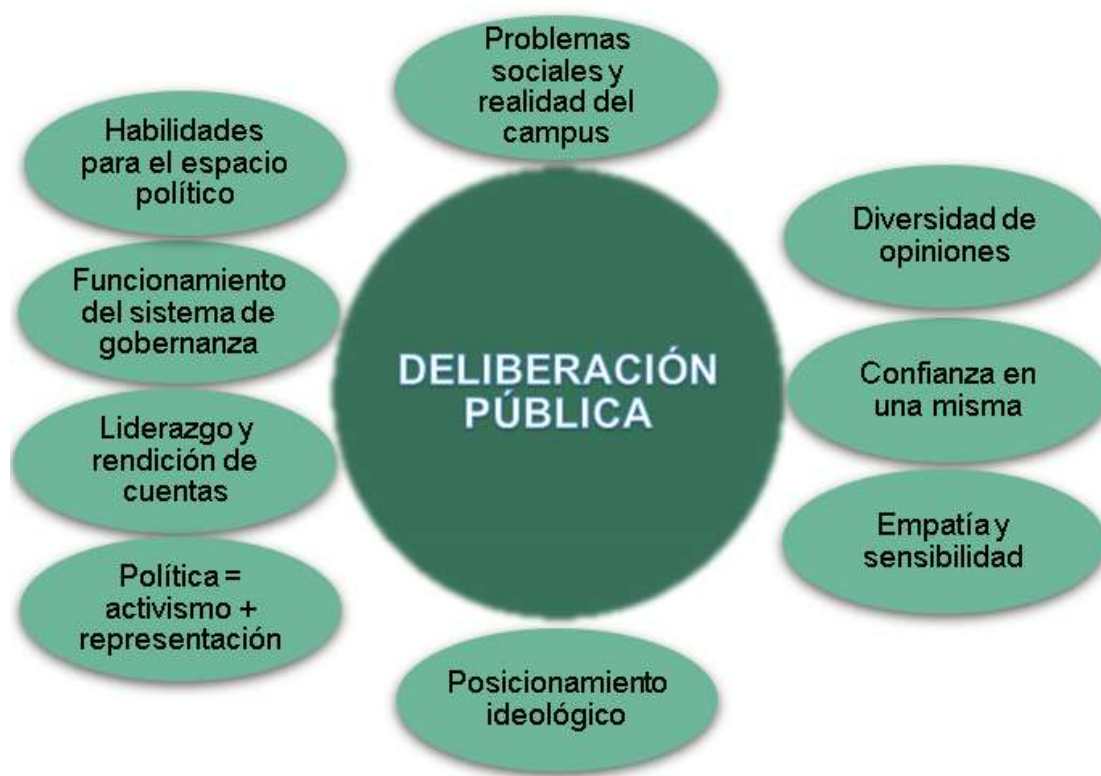 Problemas
sociales y
realidad del
campus
Habilidades
para el espacio
político
Funcionamiento
del sistema de
gobernanza
Liderazgo y
rendición de
cuentas
Política =
activismo +
representación
DELIBERACIÓN
PÚBLICA
Diversidad de
opiniones
Confianza en
una misma
Empatía y
sensibilidad
Posicionamiento
ideológico